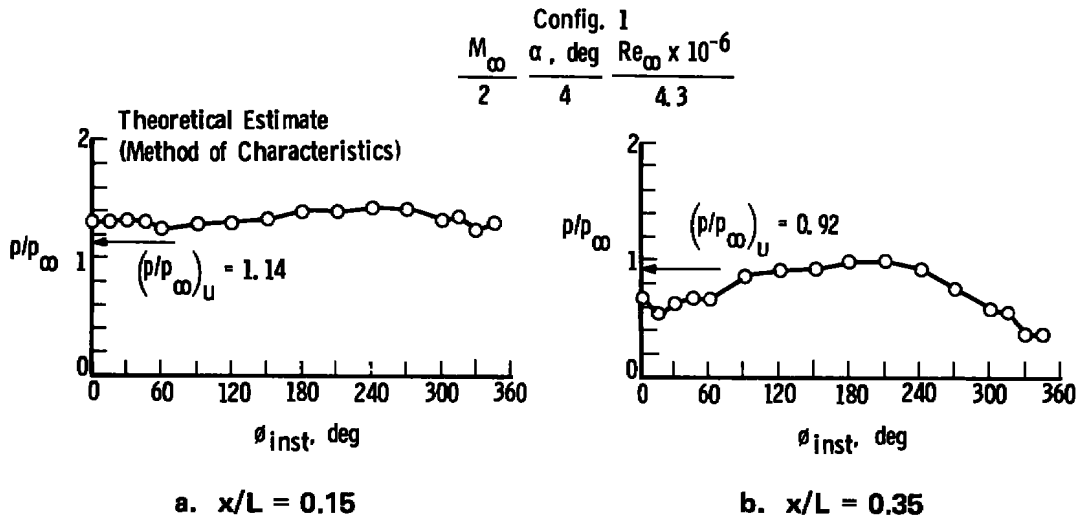 Config. 1
M∞ α, deg Re∞ x 10⁻⁶
2 4 4.3
Theoretical Estimate
(Method of Characteristics)
2
1
0
p/p∞
(p/p∞)u = 1.14
0 60 120 180 240 300 360
øinst, deg
a. x/L = 0.15
2
1
0
p/p∞
(p/p∞)u = 0.92
0 60 120 180 240 300 360
øinst, deg
b. x/L = 0.35